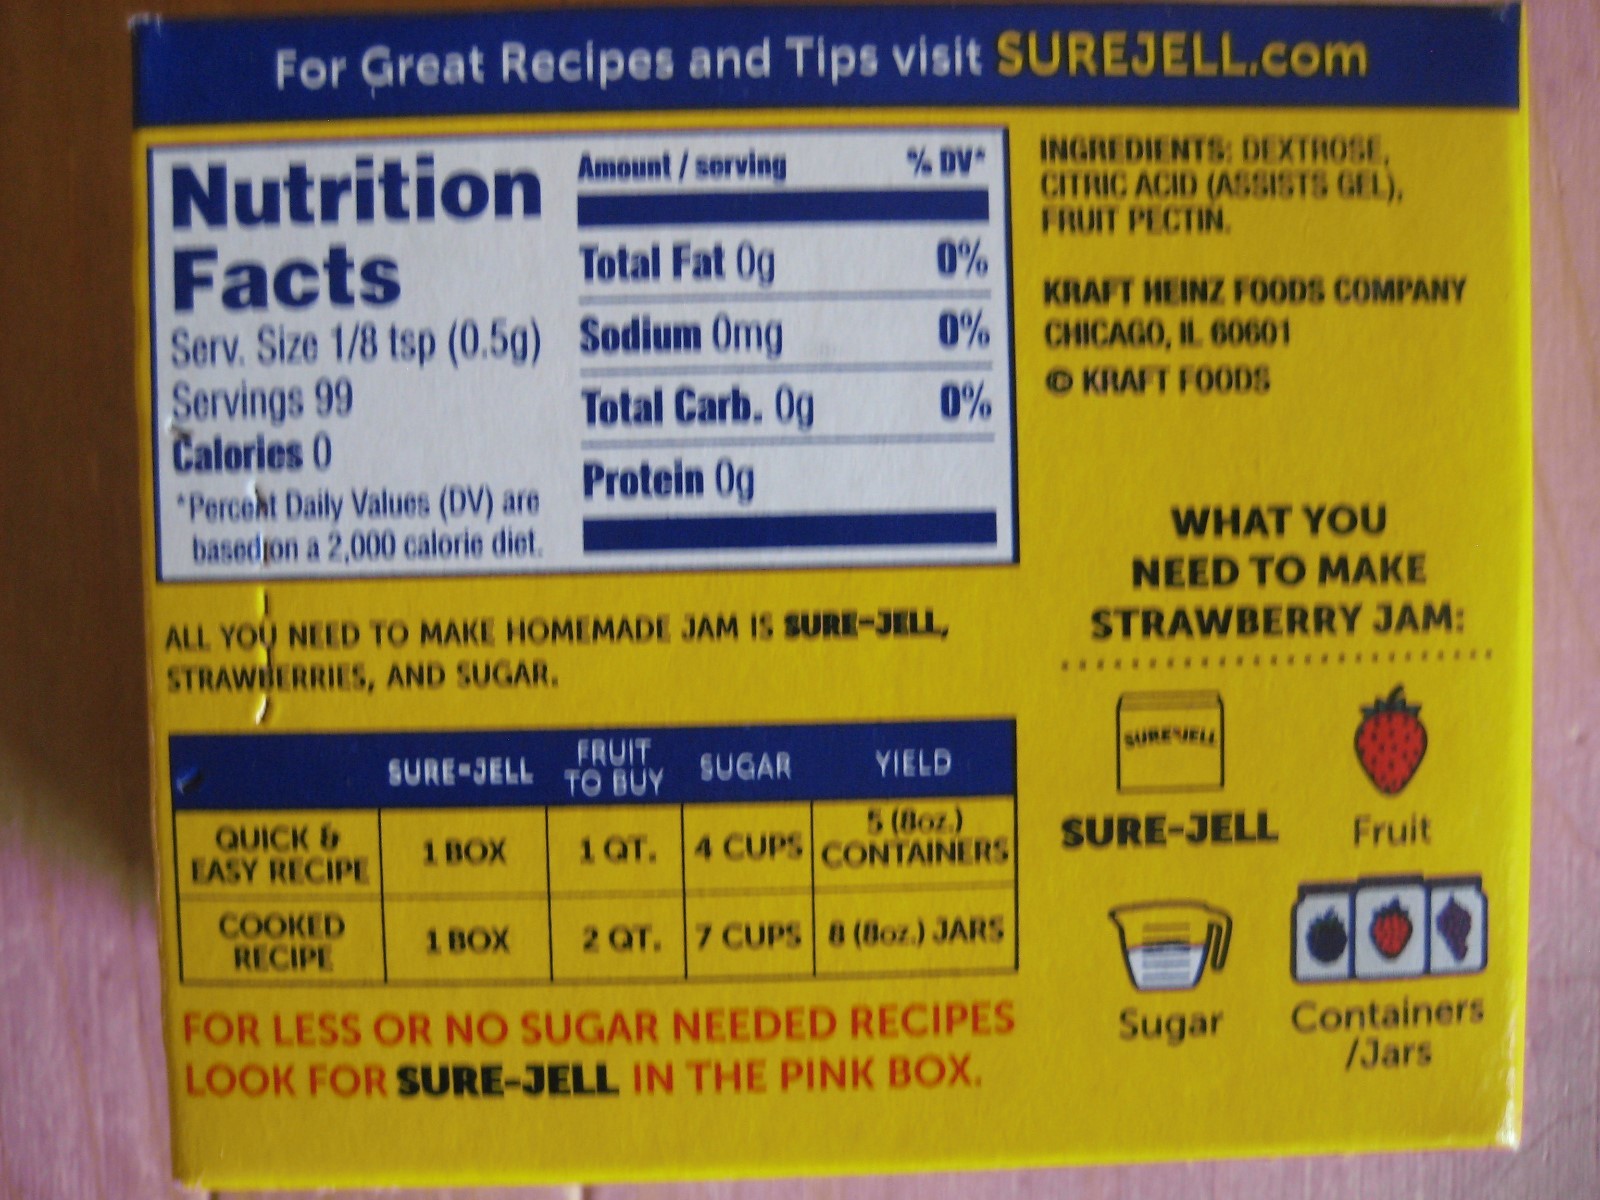 For Great Recipes and Tips visit SUREJELL.com
Nutrition
Facts
Serv. Size 1/8 tsp (0.5g)
Servings 99
Calories 0
*Percent Daily Values (DV) are
based on a 2,000 calorie diet.
Amount / serving % DV*
Total Fat 0g 0%
Sodium 0mg 0%
Total Carb. 0g 0%
Protein 0g
INGREDIENTS: DEXTROSE,
CITRIC ACID (ASSISTS GEL),
FRUIT PECTIN.
KRAFT HEINZ FOODS COMPANY
CHICAGO, IL 60601
© KRAFT FOODS
ALL YOU NEED TO MAKE HOMEMADE JAM IS SURE-JELL,
STRAWBERRIES, AND SUGAR.
SURE-JELL FRUIT TO BUY SUGAR YIELD
QUICK & EASY RECIPE 1 BOX 1 QT. 4 CUPS 5 (8oz.) CONTAINERS
COOKED RECIPE 1 BOX 2 QT. 7 CUPS 8 (8oz.) JARS
FOR LESS OR NO SUGAR NEEDED RECIPES
LOOK FOR SURE-JELL IN THE PINK BOX.
WHAT YOU
NEED TO MAKE
STRAWBERRY JAM:
SURE-JELL
SURE-JELL Fruit
Sugar Containers
/Jars